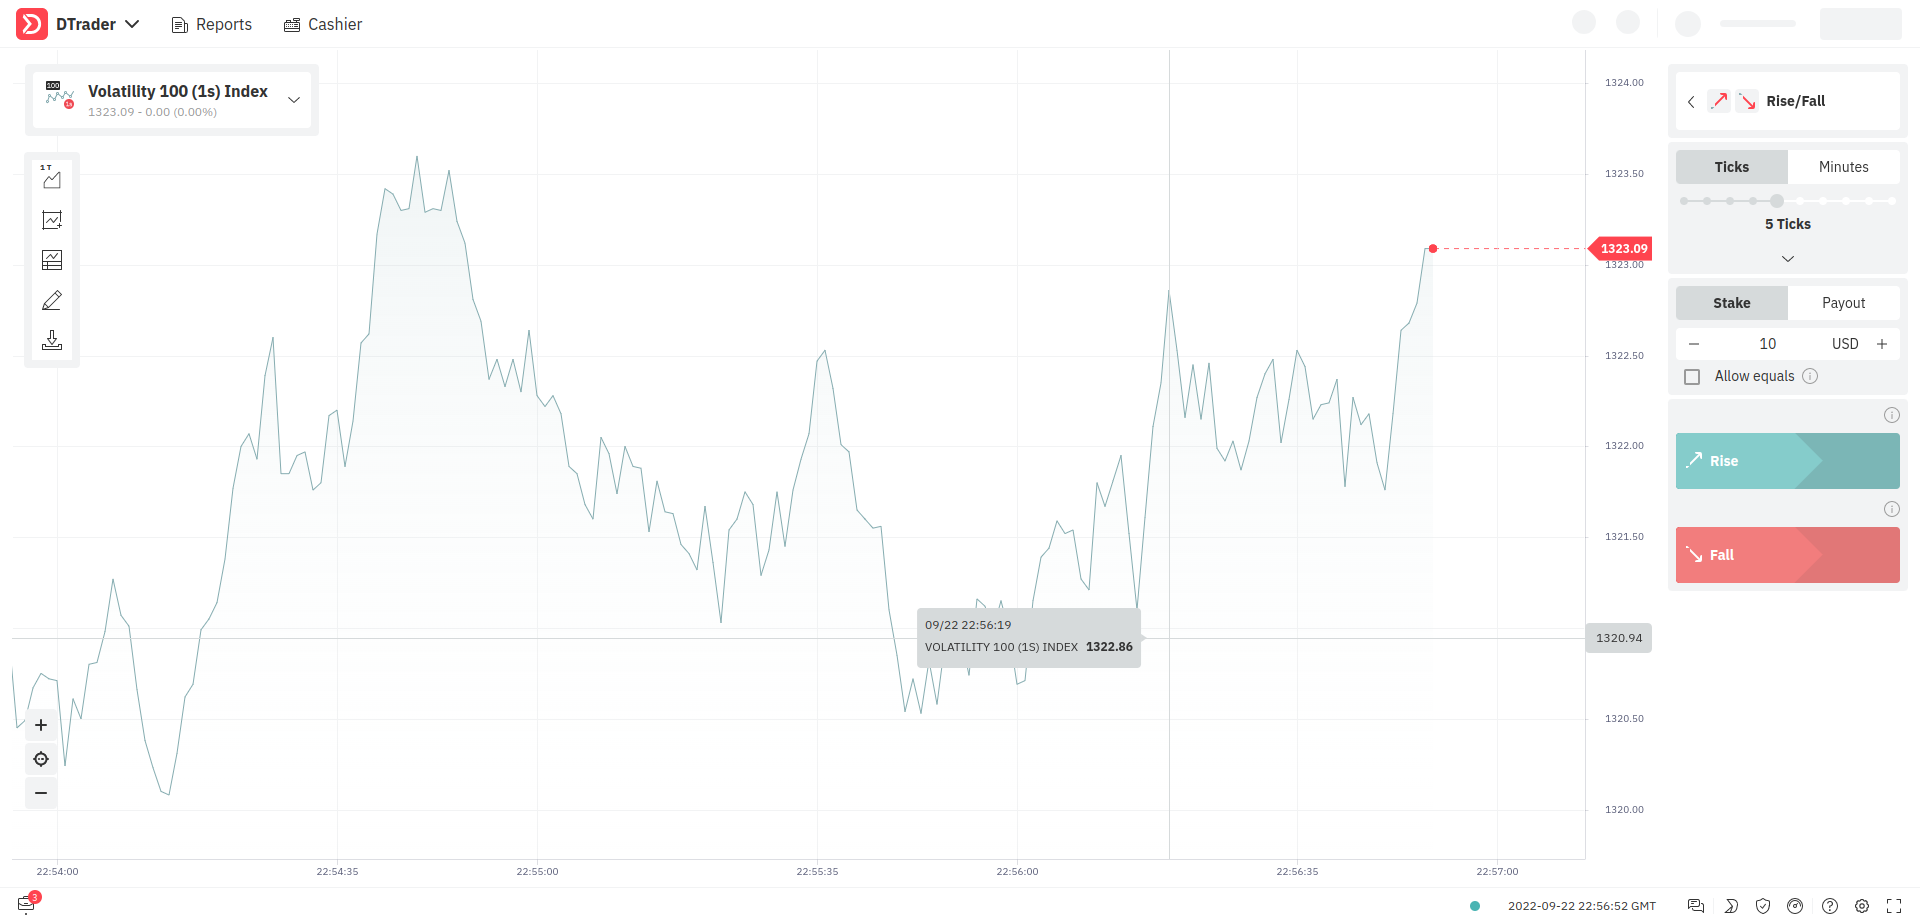 DTrader
Reports
Cashier
100
Volatility 100 (1s) Index
1s
1323.09 - 0.00 (0.00%)
1T
1324.00
1323.50
1323.09
1323.00
1322.50
1322.00
1321.50
1320.94
1320.50
1320.00
09/22 22:56:19
VOLATILITY 100 (1S) INDEX 1322.86
22:54:00
22:54:35
22:55:00
22:55:35
22:56:00
22:56:35
22:57:00
Rise/Fall
Ticks
Minutes
5 Ticks
Stake
Payout
10
USD
Allow equals
Rise
Fall
3
2022-09-22 22:56:52 GMT